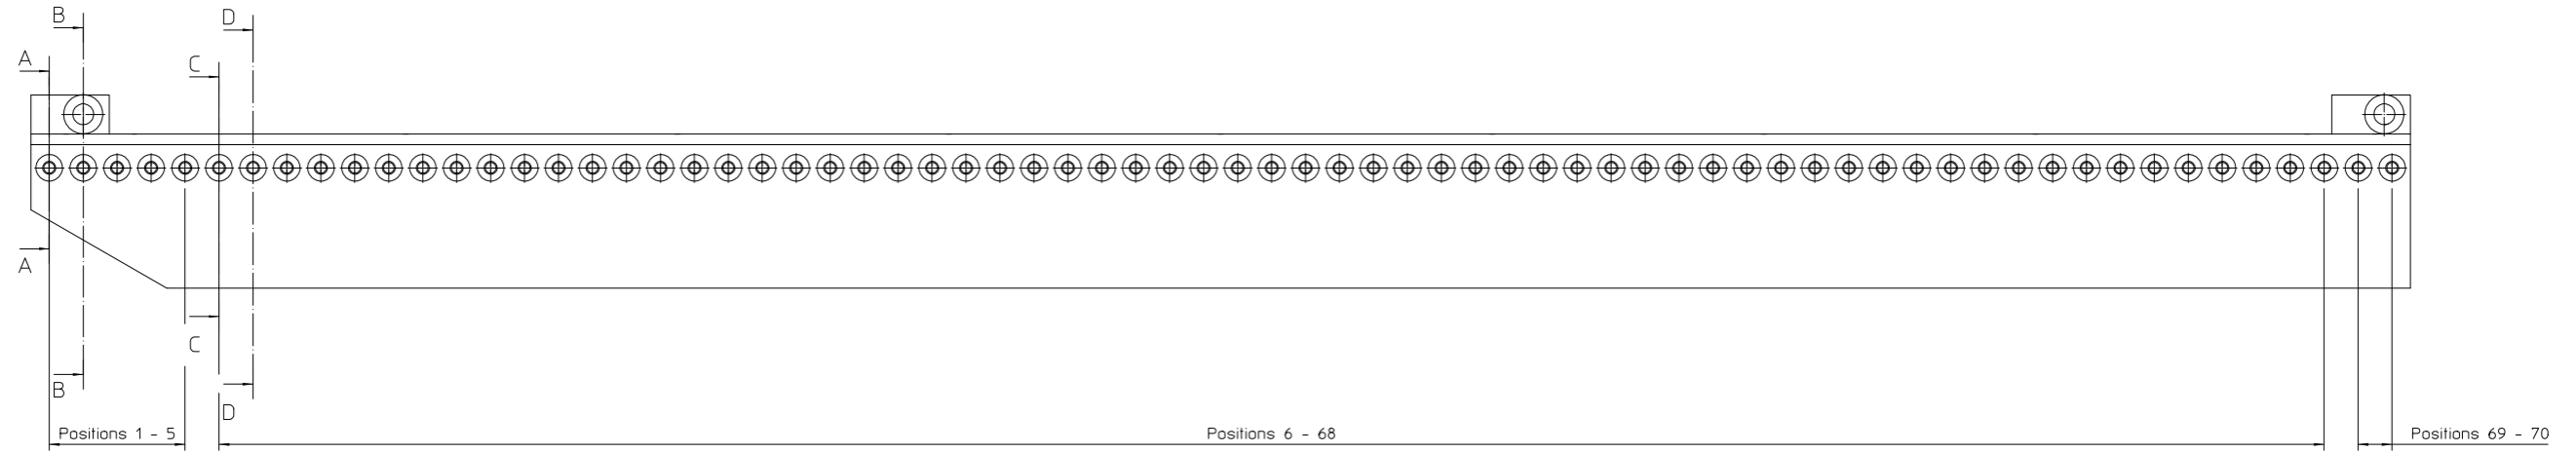 B
D
A
C
A
C
B
D
Positions 1 - 5
Positions 6 - 68
Positions 69 - 70